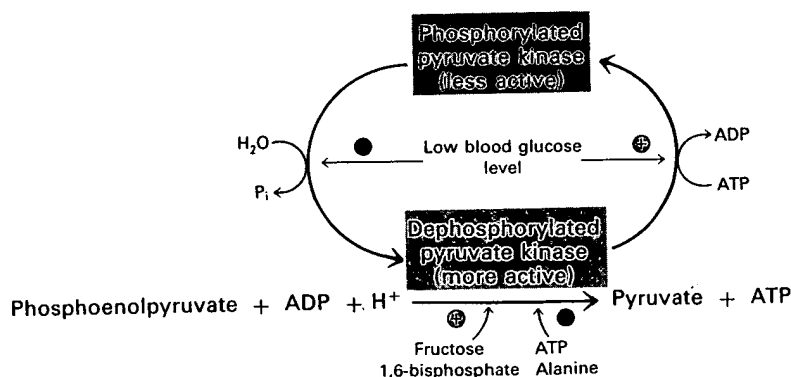 Phosphorylated
pyruvate kinase
(less active)
H₂O
Pᵢ
Low blood glucose
level
ADP
ATP
Dephosphorylated
pyruvate kinase
(more active)
Phosphoenolpyruvate + ADP + H⁺ Pyruvate + ATP
Fructose
1,6-bisphosphate
ATP
Alanine